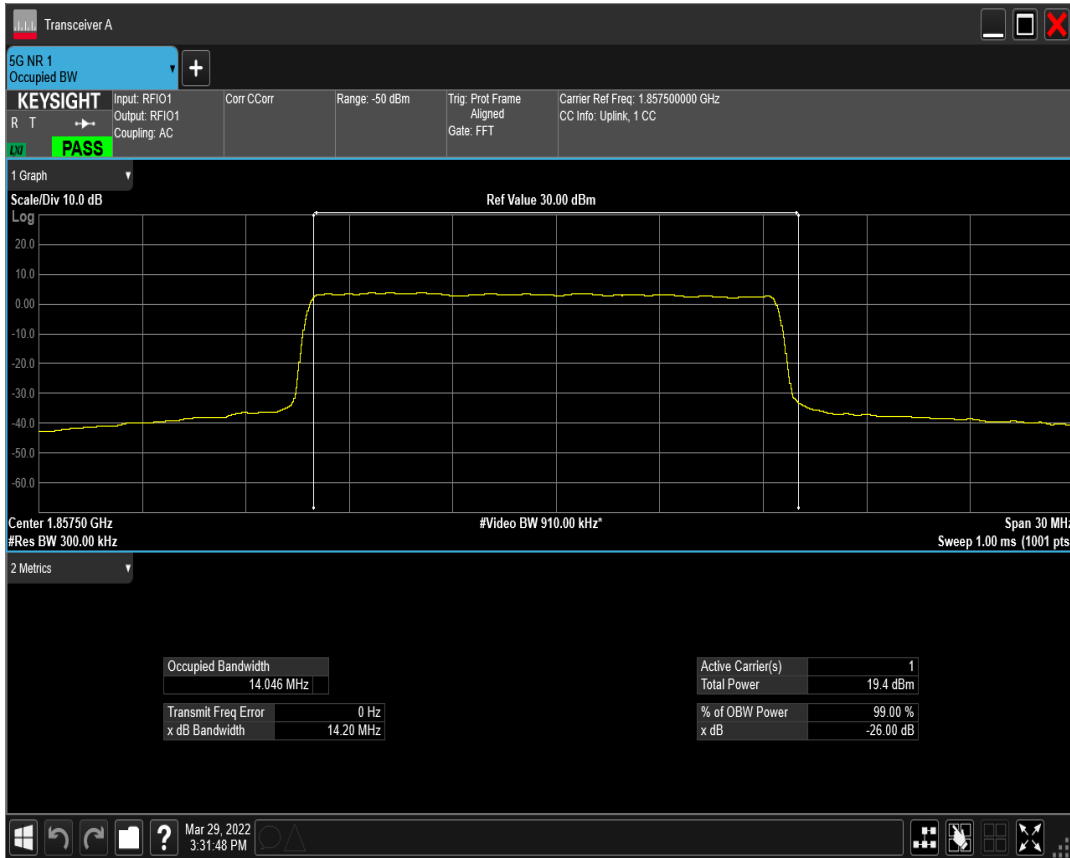 Transceiver A
5G NR 1
Occupied BW
+
KEYSIGHT
R T
LXI
PASS
Input: RFIO1
Output: RFIO1
Coupling: AC
Corr CCorr
Range: -50 dBm
Trig: Prot Frame
Aligned
Gate: FFT
Carrier Ref Freq: 1.857500000 GHz
CC Info: Uplink, 1 CC
1 Graph
Scale/Div 10.0 dB
Ref Value 30.00 dBm
Log
20.0
10.0
0.00
-10.0
-20.0
-30.0
-40.0
-50.0
-60.0
Center 1.85750 GHz
#Video BW 910.00 kHz*
Span 30 MHz
#Res BW 300.00 kHz
Sweep 1.00 ms (1001 pts
2 Metrics
Occupied Bandwidth
14.046 MHz
Transmit Freq Error 0 Hz
x dB Bandwidth 14.20 MHz
Active Carrier(s) 1
Total Power 19.4 dBm
% of OBW Power 99.00 %
x dB -26.00 dB
?
Mar 29, 2022
3:31:48 PM